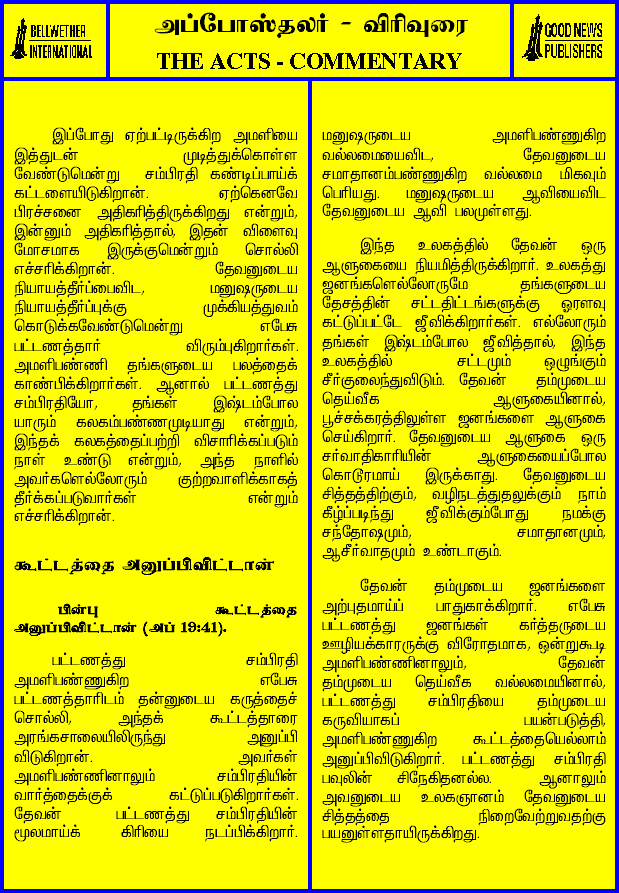 BELLWETHER
INTERNATIONAL
அப்போஸ்தலர் - விரிவுரை
THE ACTS - COMMENTARY
GOOD NEWS
PUBLISHERS
இப்போது ஏற்பட்டிருக்கிற அமளியை
இத்துடன் முடித்துக்கொள்ள
வேண்டுமென்று சம்பிரதி கண்டிப்பாய்க்
கட்டளையிடுகிறான். ஏற்கெனவே
பிரச்சனை அதிகரித்திருக்கிறது என்றும்,
இன்னும் அதிகரித்தால், இதன் விளைவு
மோசமாக இருக்குமென்றும் சொல்லி
எச்சரிக்கிறான். தேவனுடைய
நியாயத்தீர்ப்பைவிட, மனுஷருடைய
நியாயத்தீர்ப்புக்கு முக்கியத்துவம்
கொடுக்கவேண்டுமென்று எபேசு
பட்டணத்தார் விரும்புகிறார்கள்.
அமளிபண்ணி தங்களுடைய பலத்தைக்
காண்பிக்கிறார்கள். ஆனால் பட்டணத்து
சம்பிரதியோ, தங்கள் இஷ்டம்போல
யாரும் கலகம்பண்ணமுடியாது என்றும்,
இந்தக் கலகத்தைப்பற்றி விசாரிக்கப்படும்
நாள் உண்டு என்றும், அந்த நாளில்
அவர்களெல்லோரும் குற்றவாளிக்காகத்
தீர்க்கப்படுவார்கள் என்றும்
எச்சரிக்கிறான்.
கூட்டத்தை அனுப்பிவிட்டான்
பின்பு கூட்டத்தை
அனுப்பிவிட்டான் (அப் 19:41).
பட்டணத்து சம்பிரதி
அமளிபண்ணுகிற எபேசு
பட்டணத்தாரிடம் தன்னுடைய கருத்தைச்
சொல்லி, அந்தக் கூட்டத்தாரை
அரங்கசாலையிலிருந்து அனுப்பி
விடுகிறான். அவர்கள்
அமளிபண்ணினாலும் சம்பிரதியின்
வார்த்தைக்குக் கட்டுப்படுகிறார்கள்.
தேவன் பட்டணத்து சம்பிரதியின்
மூலமாய்க் கிரியை நடப்பிக்கிறார்.
மனுஷருடைய அமளிபண்ணுகிற
வல்லமையைவிட, தேவனுடைய
சமாதானம்பண்ணுகிற வல்லமை மிகவும்
பெரியது. மனுஷருடைய ஆவியைவிட
தேவனுடைய ஆவி பலமுள்ளது.
இந்த உலகத்தில் தேவன் ஒரு
ஆளுகையை நியமித்திருக்கிறார். உலகத்து
ஜனங்களெல்லோருமே தங்களுடைய
தேசத்தின் சட்டதிட்டங்களுக்கு ஓரளவு
கட்டுப்பட்டே ஜீவிக்கிறார்கள். எல்லோரும்
தங்கள் இஷ்டம்போல ஜீவித்தால், இந்த
உலகத்தில் சட்டமும் ஒழுங்கும்
சீர்குலைந்துவிடும். தேவன் தம்முடைய
தெய்வீக ஆளுகையினால்,
பூச்சக்கரத்திலுள்ள ஜனங்களை ஆளுகை
செய்கிறார். தேவனுடைய ஆளுகை ஒரு
சர்வாதிகாரியின் ஆளுகையைப்போல
கொடூரமாய் இருக்காது. தேவனுடைய
சித்தத்திற்கும், வழிநடத்துதலுக்கும் நாம்
கீழ்ப்படிந்து ஜீவிக்கும்போது நமக்கு
சந்தோஷமும், சமாதானமும்,
ஆசீர்வாதமும் உண்டாகும்.
தேவன் தம்முடைய ஜனங்களை
அற்புதமாய்ப் பாதுகாக்கிறார். எபேசு
பட்டணத்து ஜனங்கள் கர்த்தருடைய
ஊழியக்காரருக்கு விரோதமாக, ஒன்றுகூடி
அமளிபண்ணினாலும், தேவன்
தம்முடைய தெய்வீக வல்லமையினால்,
பட்டணத்து சம்பிரதியை தம்முடைய
கருவியாகப் பயன்படுத்தி,
அமளிபண்ணுகிற கூட்டத்தையெல்லாம்
அனுப்பிவிடுகிறார். பட்டணத்து சம்பிரதி
பவுலின் சிநேகிதனல்ல. ஆனாலும்
அவனுடைய உலகஞானம் தேவனுடைய
சித்தத்தை நிறைவேற்றுவதற்கு
பயனுள்ளதாயிருக்கிறது.